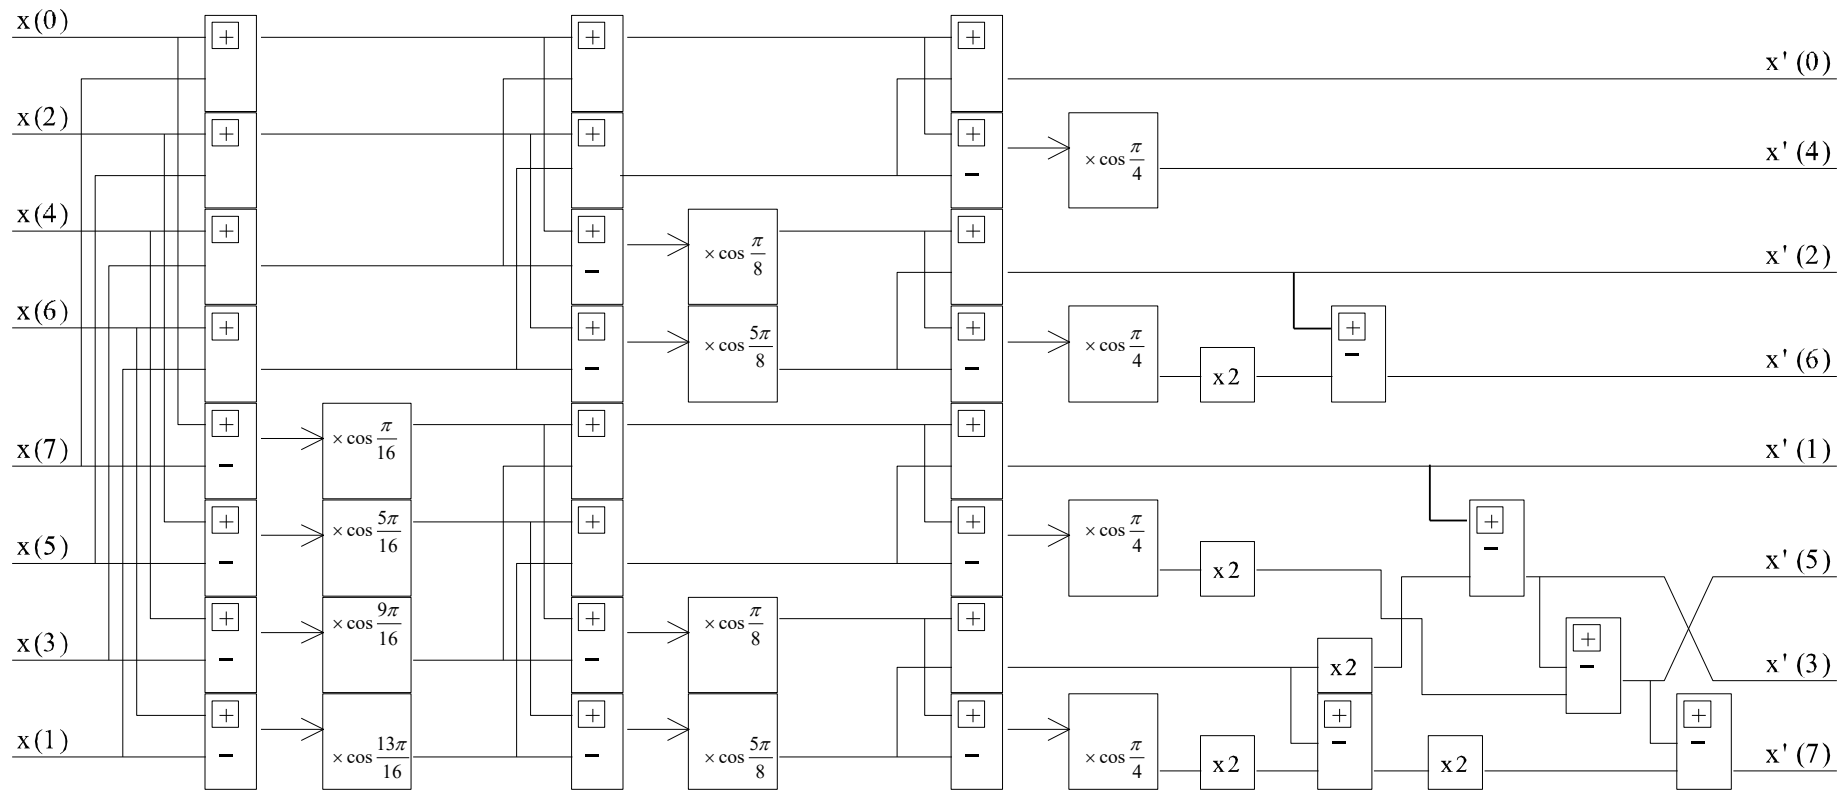 x(0)
x(2)
x(4)
x(6)
x(7)
x(5)
x(3)
x(1)
+
+
+
+
+
−
+
−
+
−
+
−
× cos π/16
× cos 5π/16
× cos 9π/16
× cos 13π/16
+
+
+
−
+
−
+
+
−
+
−
+
−
× cos π/8
× cos 5π/8
× cos π/8
× cos 5π/8
+
+
−
+
+
−
+
+
−
+
+
−
× cos π/4
× cos π/4
× cos π/4
× cos π/4
x2
x2
x2
+
−
x2
+
−
x2
+
−
+
−
+
−
x' (0)
x' (4)
x' (2)
x' (6)
x' (1)
x' (5)
x' (3)
x' (7)